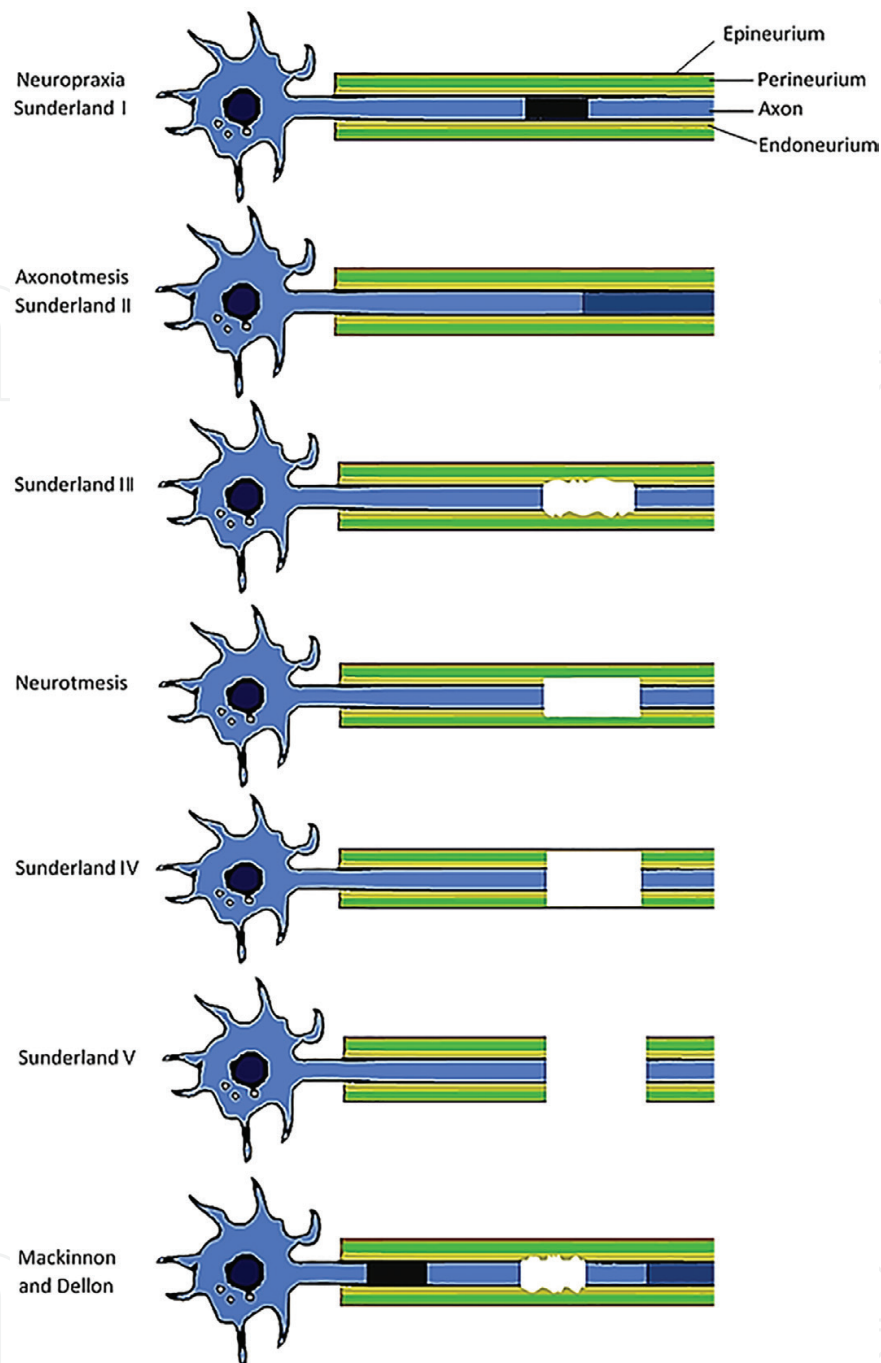 Neuropraxia
Sunderland I
Epineurium
Perineurium
Axon
Endoneurium
Axonotmesis
Sunderland II
Sunderland III
Neurotmesis
Sunderland IV
Sunderland V
Mackinnon
and Dellon